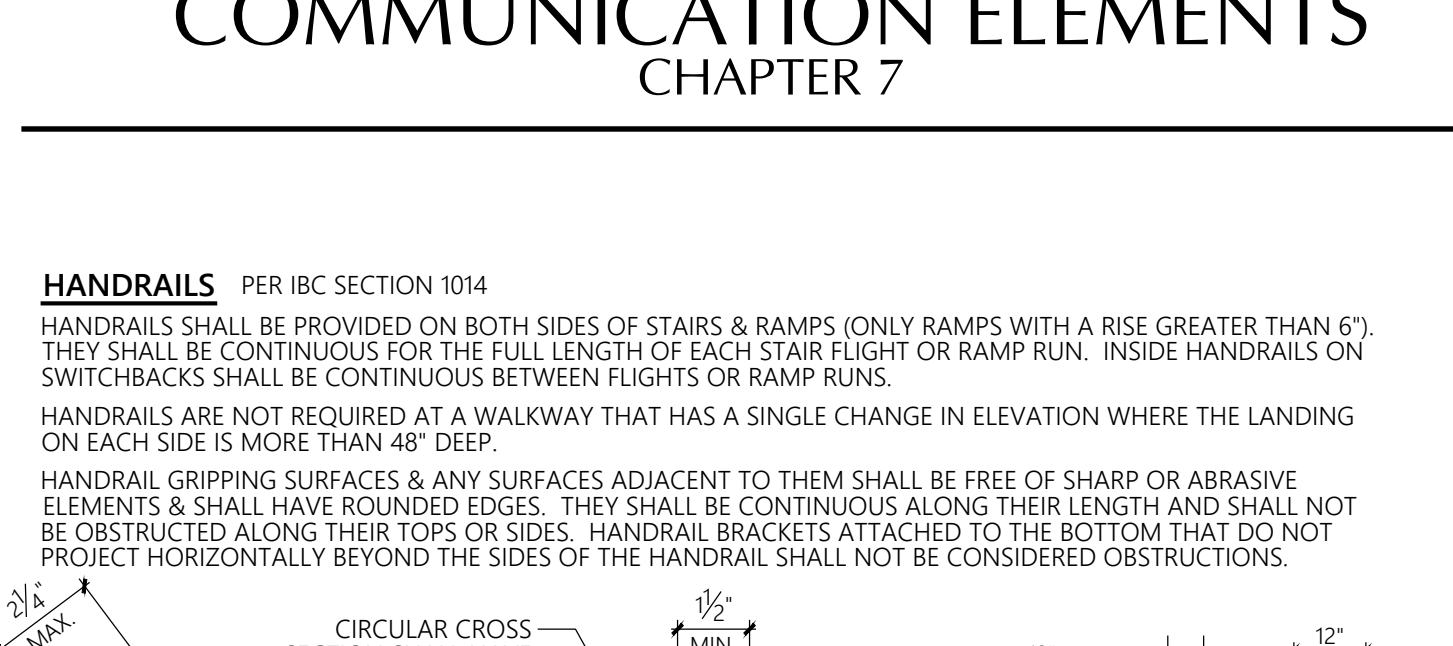 COMMUNICATION ELEMENTS
CHAPTER 7
HANDRAILS PER IBC SECTION 1014
HANDRAILS SHALL BE PROVIDED ON BOTH SIDES OF STAIRS & RAMPS (ONLY RAMPS WITH A RISE GREATER THAN 6").
THEY SHALL BE CONTINUOUS FOR THE FULL LENGTH OF EACH STAIR FLIGHT OR RAMP RUN. INSIDE HANDRAILS ON
SWITCHBACKS SHALL BE CONTINUOUS BETWEEN FLIGHTS OR RAMP RUNS.
HANDRAILS ARE NOT REQUIRED AT A WALKWAY THAT HAS A SINGLE CHANGE IN ELEVATION WHERE THE LANDING
ON EACH SIDE IS MORE THAN 48" DEEP.
HANDRAIL GRIPPING SURFACES & ANY SURFACES ADJACENT TO THEM SHALL BE FREE OF SHARP OR ABRASIVE
ELEMENTS & SHALL HAVE ROUNDED EDGES. THEY SHALL BE CONTINUOUS ALONG THEIR LENGTH AND SHALL NOT
BE OBSTRUCTED ALONG THEIR TOPS OR SIDES. HANDRAIL BRACKETS ATTACHED TO THE BOTTOM THAT DO NOT
PROJECT HORIZONTALLY BEYOND THE SIDES OF THE HANDRAIL SHALL NOT BE CONSIDERED OBSTRUCTIONS.
2 1/4"
MAX.
CIRCULAR CROSS
1 1/2"
MIN
12"